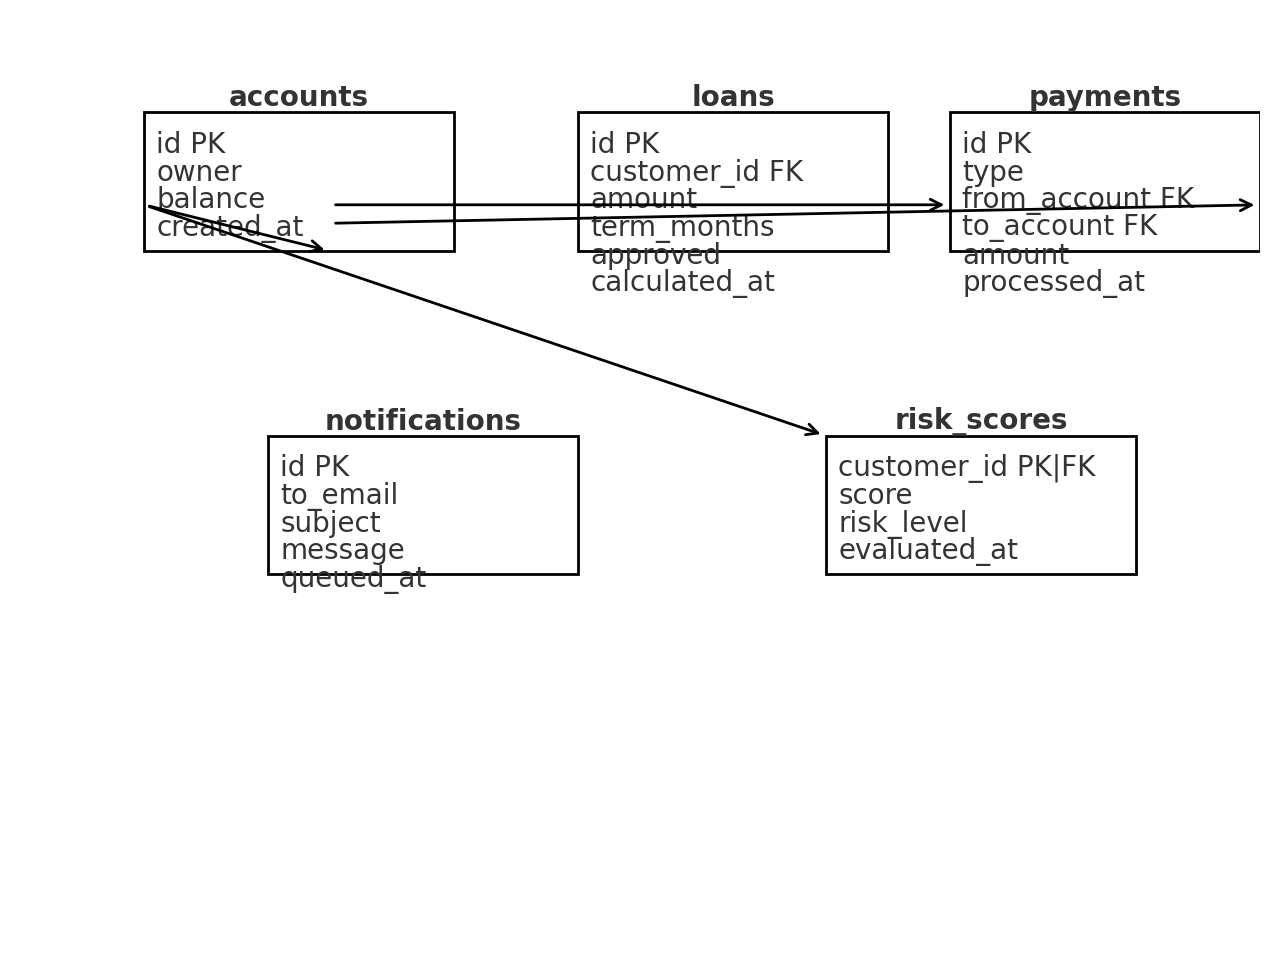 accounts
id PK
owner
balance
created_at
loans
id PK
customer_id FK
amount
term_months
approved
calculated_at
payments
id PK
type
from_account FK
to_account FK
amount
processed_at
notifications
id PK
to_email
subject
message
queued_at
risk_scores
customer_id PK|FK
score
risk_level
evaluated_at